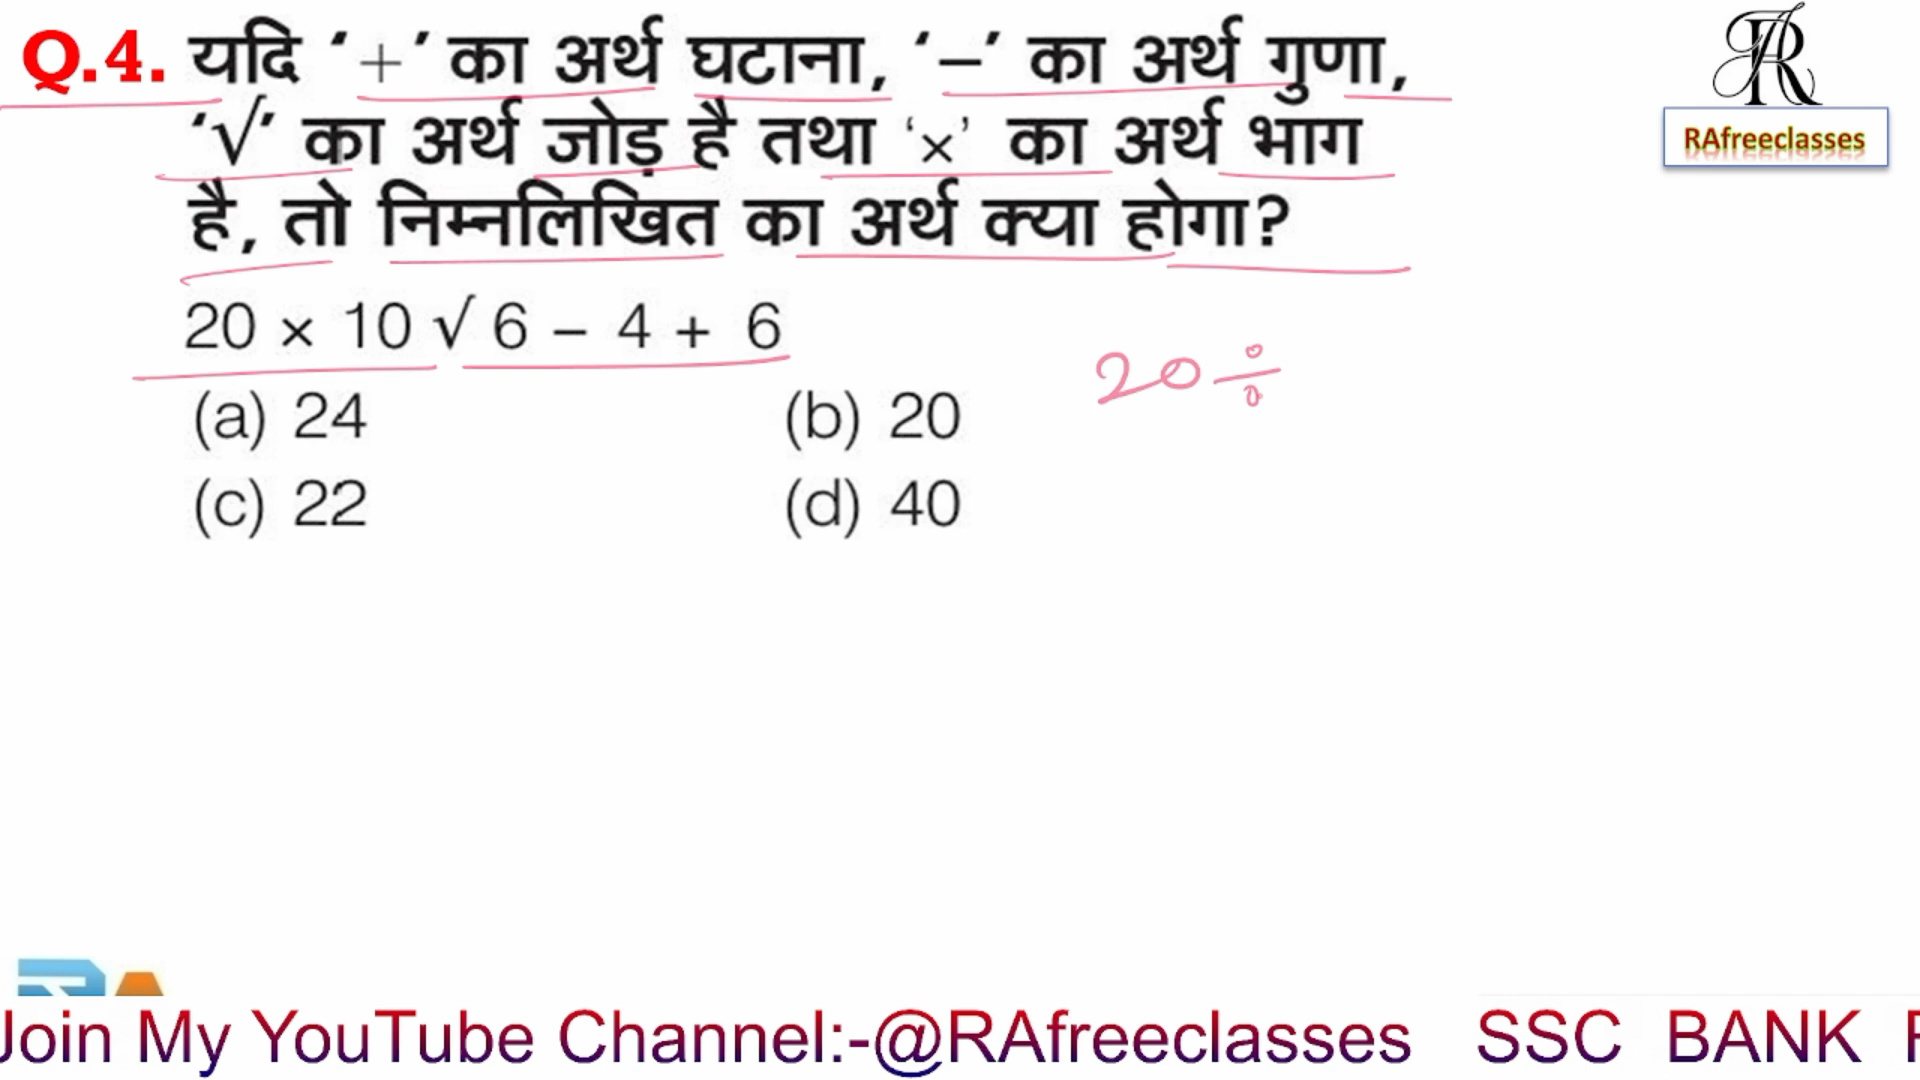 Q.4. यदि ‘+’ का अर्थ घटाना, ‘−’ का अर्थ गुणा,
‘√’ का अर्थ जोड़ है तथा ‘×’ का अर्थ भाग
है, तो निम्नलिखित का अर्थ क्या होगा?
20 × 10 √ 6 − 4 + 6
20 ÷
(a) 24 (b) 20
(c) 22 (d) 40
RAfreeclasses
Join My YouTube Channel:-@RAfreeclasses SSC BANK